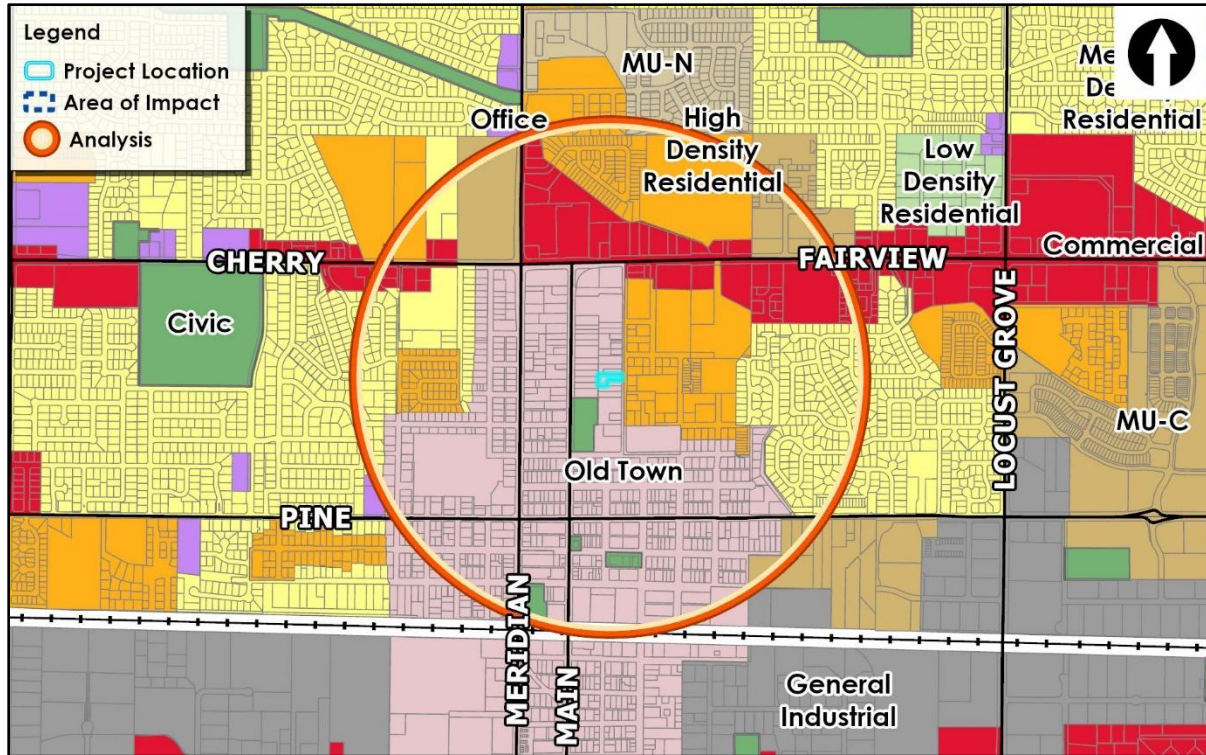 Legend
Project Location
Area of Impact
Analysis
MU-N
Office
High
Density
Residential
Low
Density
Residential
Residential
Commercial
CHERRY
FAIRVIEW
Civic
LOCUST GROVE
MU-C
Old Town
PINE
MERIDIAN
MAIN
General
Industrial